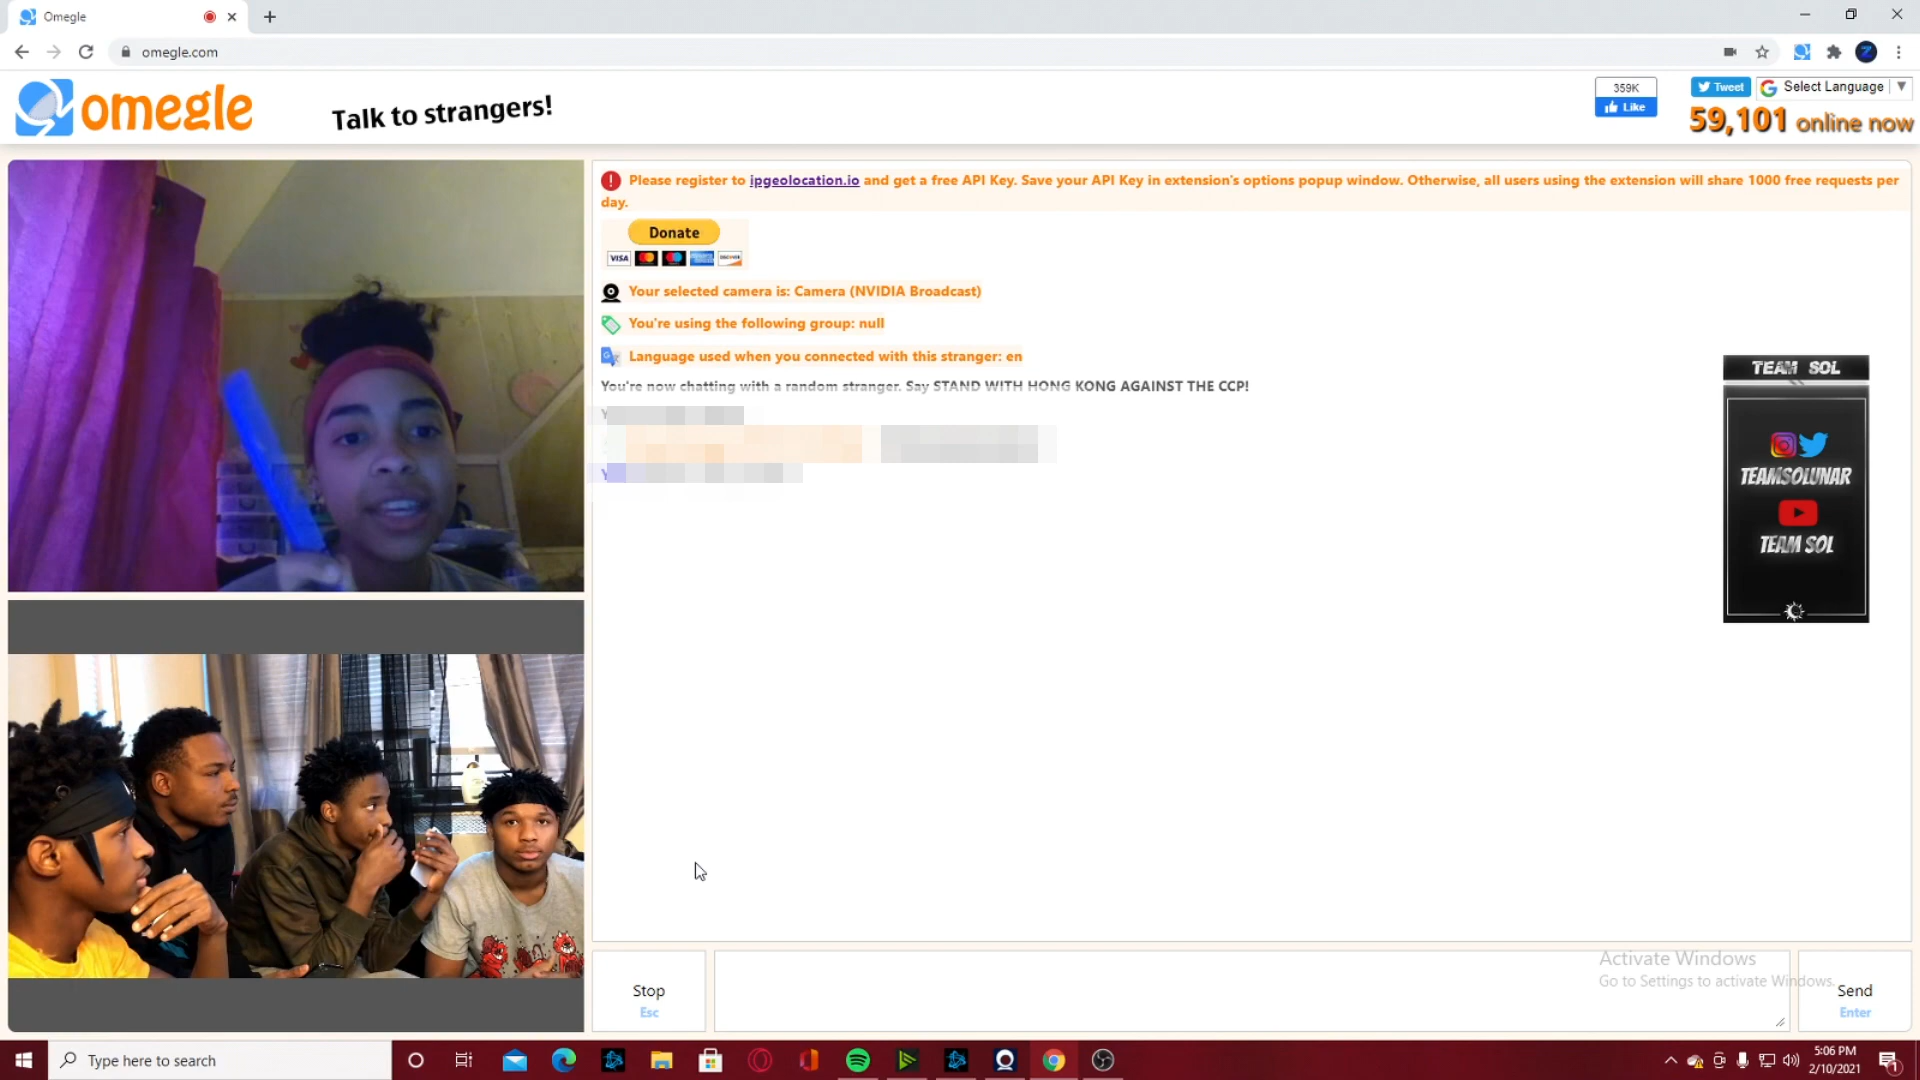 Omegle
omegle.com
omegle
Talk to strangers!
359K
Like
Tweet
Select Language
59,101 online now
Please register to ipgeolocation.io and get a free API Key. Save your API Key in extension's options popup window. Otherwise, all users using the extension will share 1000 free requests per
day.
Donate
VISA
Your selected camera is: Camera (NVIDIA Broadcast)
You're using the following group: null
Language used when you connected with this stranger: en
You're now chatting with a random stranger. Say STAND WITH HONG KONG AGAINST THE CCP!
TEAM SOL
TEAMSOLUNAR
TEAM SOL
Activate Windows
Go to Settings to activate Windows.
Stop
Esc
Send
Enter
Type here to search
5:06 PM
2/10/2021